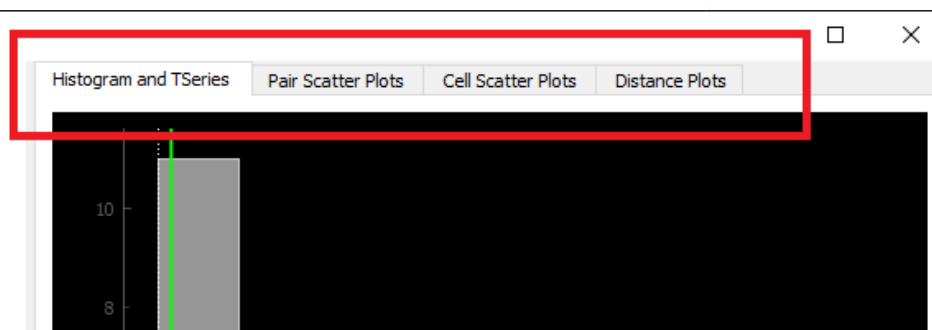 Histogram and TSeries
Pair Scatter Plots
Cell Scatter Plots
Distance Plots
10
8